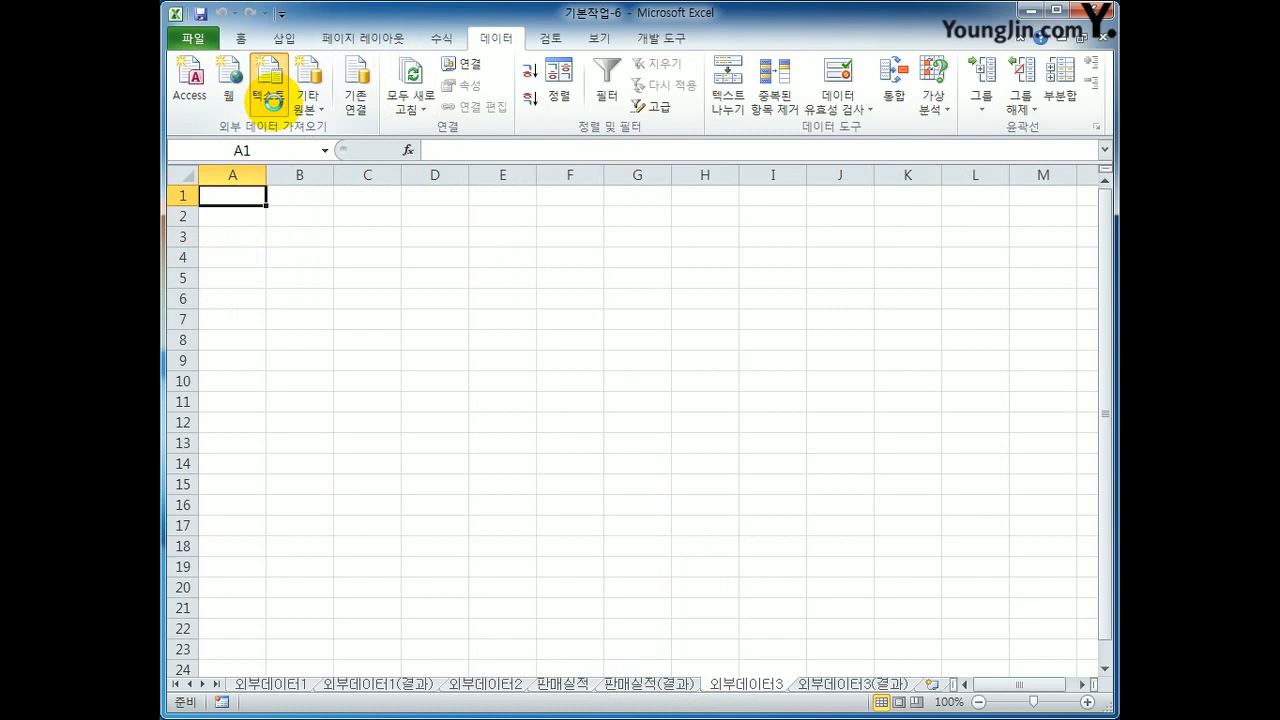 기본작업-6 - Microsoft Excel
YoungJin.com Y.
파일 홈 삽입 페이지 레이아웃 수식 데이터 검토 보기 개발 도구
Access 웹 텍스트 기타 원본 기존 연결 모두 새로 고침 연결 속성 연결 편집 정렬 필터 지우기 다시 적용 고급 텍스트 나누기 중복된 항목 제거 데이터 유효성 검사 통합 가상 분석 그룹 그룹 해제 부분합
외부 데이터 가져오기 연결 정렬 및 필터 데이터 도구 윤곽선
A1 fx
A B C D E F G H I J K L M
1
2
3
4
5
6
7
8
9
10
11
12
13
14
15
16
17
18
19
20
21
22
23
24
외부데이터1 외부데이터1(결과) 외부데이터2 판매실적 판매실적(결과) 외부데이터3 외부데이터3(결과)
준비 100%